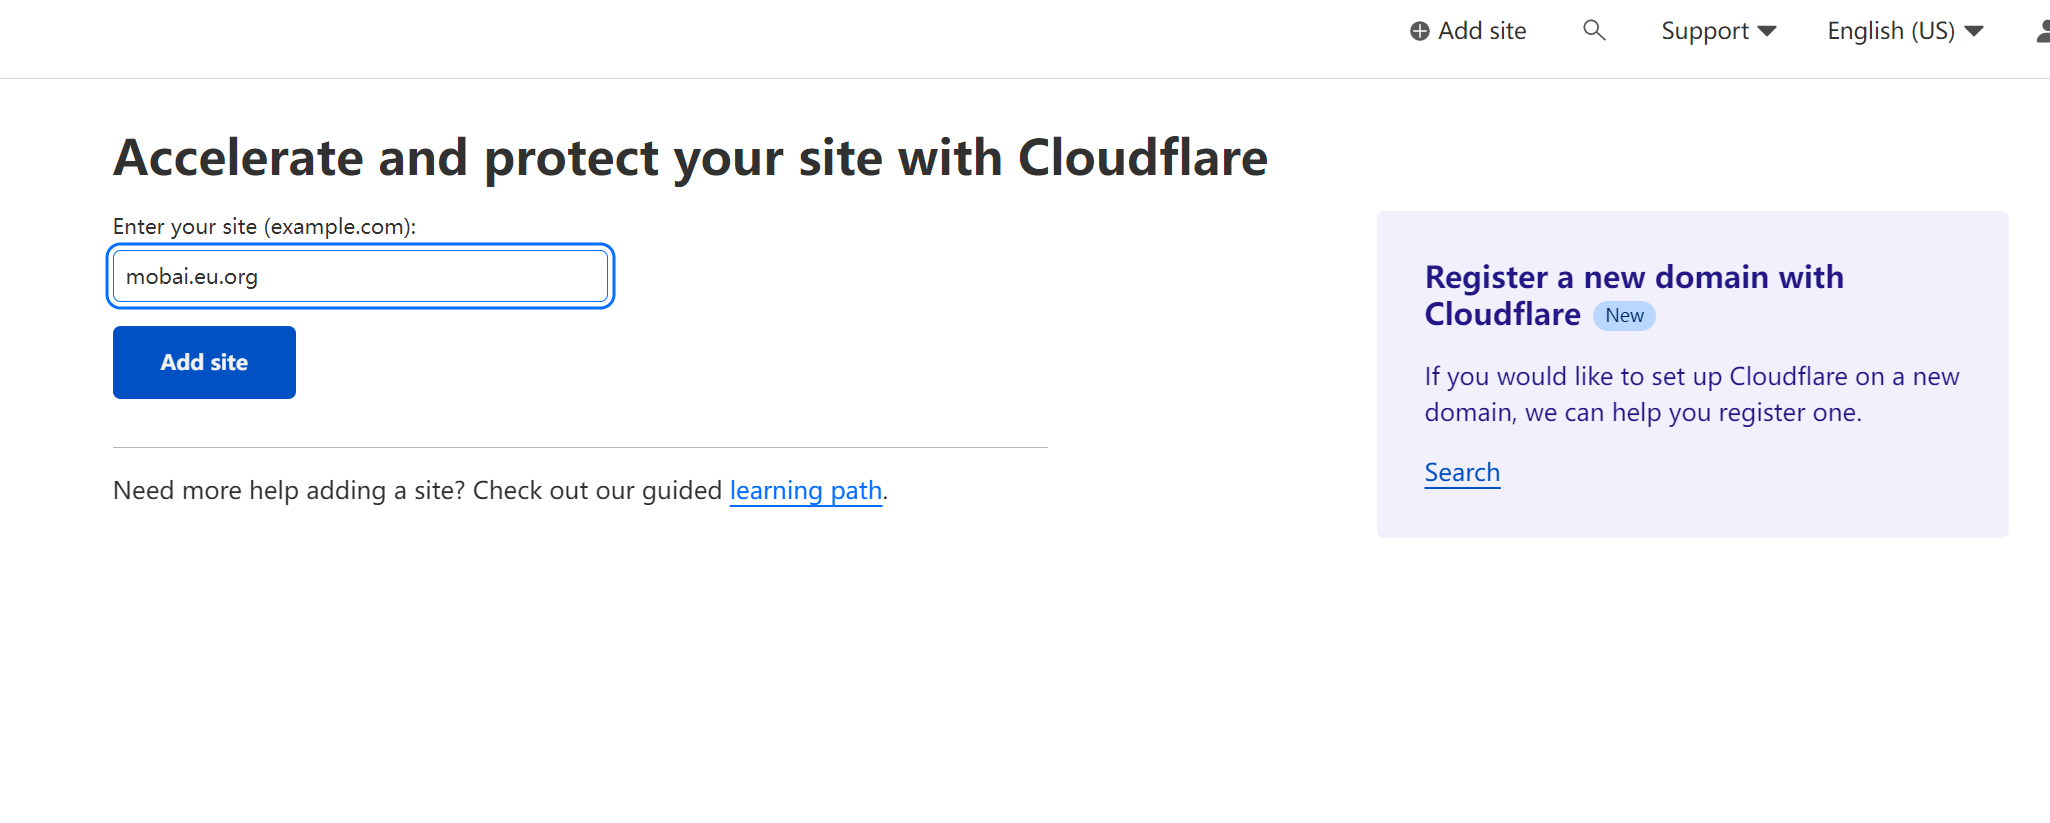 Add site
Support
English (US)
Accelerate and protect your site with Cloudflare
Enter your site (example.com):
mobai.eu.org
Add site
Need more help adding a site? Check out our guided learning path.
Register a new domain with
Cloudflare New
If you would like to set up Cloudflare on a new
domain, we can help you register one.
Search